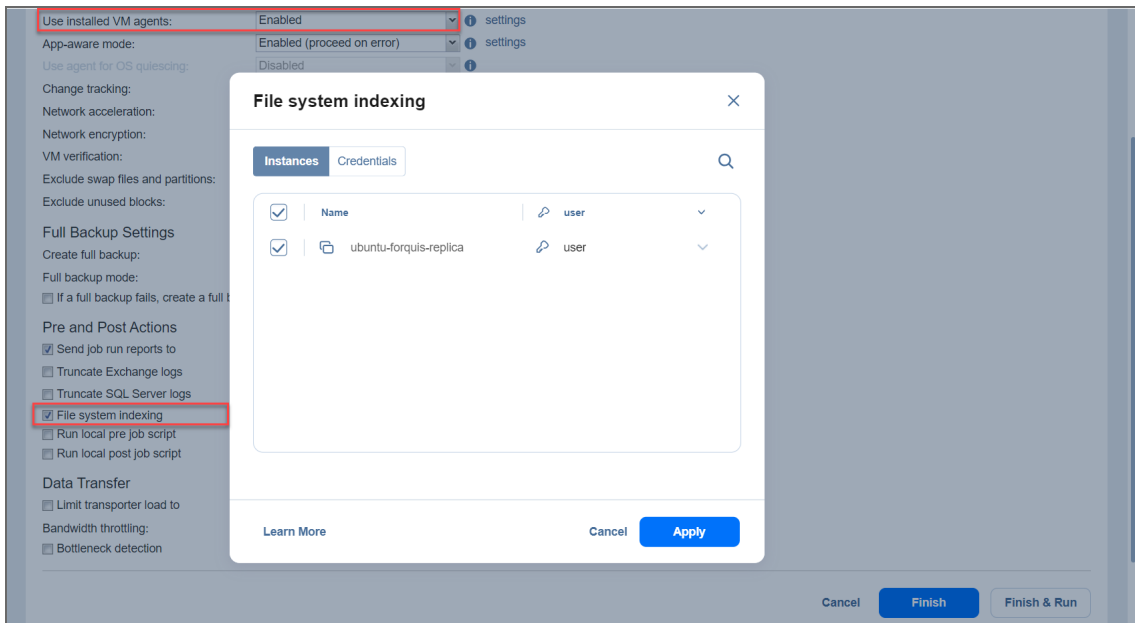 Use installed VM agents: Enabled settings
App-aware mode: Enabled (proceed on error) settings
Use agent for OS quiescing: Disabled
Change tracking:
Network acceleration:
Network encryption:
VM verification:
Exclude swap files and partitions:
Exclude unused blocks:
Full Backup Settings
Create full backup:
Full backup mode:
If a full backup fails, create a full
Pre and Post Actions
Send job run reports to
Truncate Exchange logs
Truncate SQL Server logs
File system indexing
Run local pre job script
Run local post job script
Data Transfer
Limit transporter load to
Bandwidth throttling:
Bottleneck detection
File system indexing
Instances Credentials
Name user
ubuntu-forquis-replica user
Learn More Cancel Apply
Cancel Finish Finish & Run